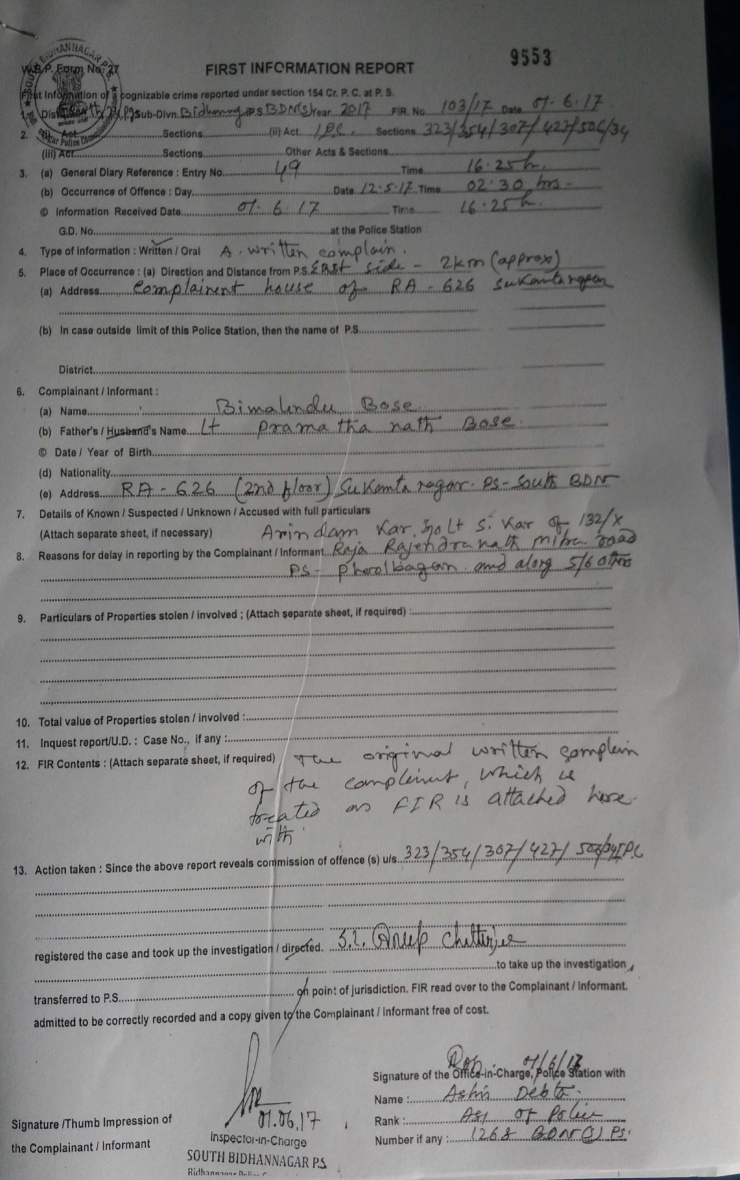 9553
W.B.P. Form No. 27
FIRST INFORMATION REPORT
SOUTH BIDHANNAGAR P.S.
First Information of a cognizable crime reported under section 154 Cr. P. C. at P. S.
1. Dist. Sub-Divn. Bidhannagar P.S. BDN(S) Year 2017 FIR. No. 103/17 Date 01.6.17
2. (i) Act Sections (ii) Act. IPC. Sections 323/354/307/427/506/34
(iii) Act Sections Other Acts & Sections
3. (a) General Diary Reference : Entry No. 49 Time 16.25 h.
(b) Occurrence of Offence : Day Date 12.5.17 Time 02.30 hrs.
© Information Received Date 01.6.17 Time 16.25 h.
G.D. No. at the Police Station
4. Type of information : Written / Oral A written complain.
5. Place of Occurrence : (a) Direction and Distance from P.S. East side - 2km (approx)
(a) Address complainent house of RA - 626 Sukantanagar
(b) In case outside limit of this Police Station, then the name of P.S.
District
6. Complainant / Informant :
(a) Name Bimalendu Bose
(b) Father's / Husband's Name Lt Pramatha nath Bose.
© Date / Year of Birth
(d) Nationality
(e) Address RA - 626 (2nd floor) Sukanta nagar - PS - South BDN
7. Details of Known / Suspected / Unknown / Accused with full particulars
(Attach separate sheet, if necessary) Arindam Kar. S/o Lt S. Kar of 132/X
8. Reasons for delay in reporting by the Complainant / Informant Raja Rajendra nath Mitra road
PS - Phoolbagan and along 5/6 others
9. Particulars of Properties stolen / involved ; (Attach separate sheet, if required) :
10. Total value of Properties stolen / involved :
11. Inquest report/U.D. : Case No., if any :
12. FIR Contents : (Attach separate sheet, if required) The original written complain
of the complainent, which is
treated as FIR is attached here
with
13. Action taken : Since the above report reveals commission of offence (s) u/s. 323/354/307/427/506/34 IPC
registered the case and took up the investigation / directed. S.I. Anup Chatterjee
to take up the investigation
transferred to P.S. on point of jurisdiction. FIR read over to the Complainant / Informant.
admitted to be correctly recorded and a copy given to the Complainant / Informant free of cost.
01/6/17
Signature of the Office-in-Charge, Police Station with
Name : Ashis Debta
Rank : ASI of Police
Number if any : 1268 BDN(S) PS.
Signature /Thumb Impression of
the Complainant / Informant
01.06.17
Inspector-in-Charge
SOUTH BIDHANNAGAR P.S